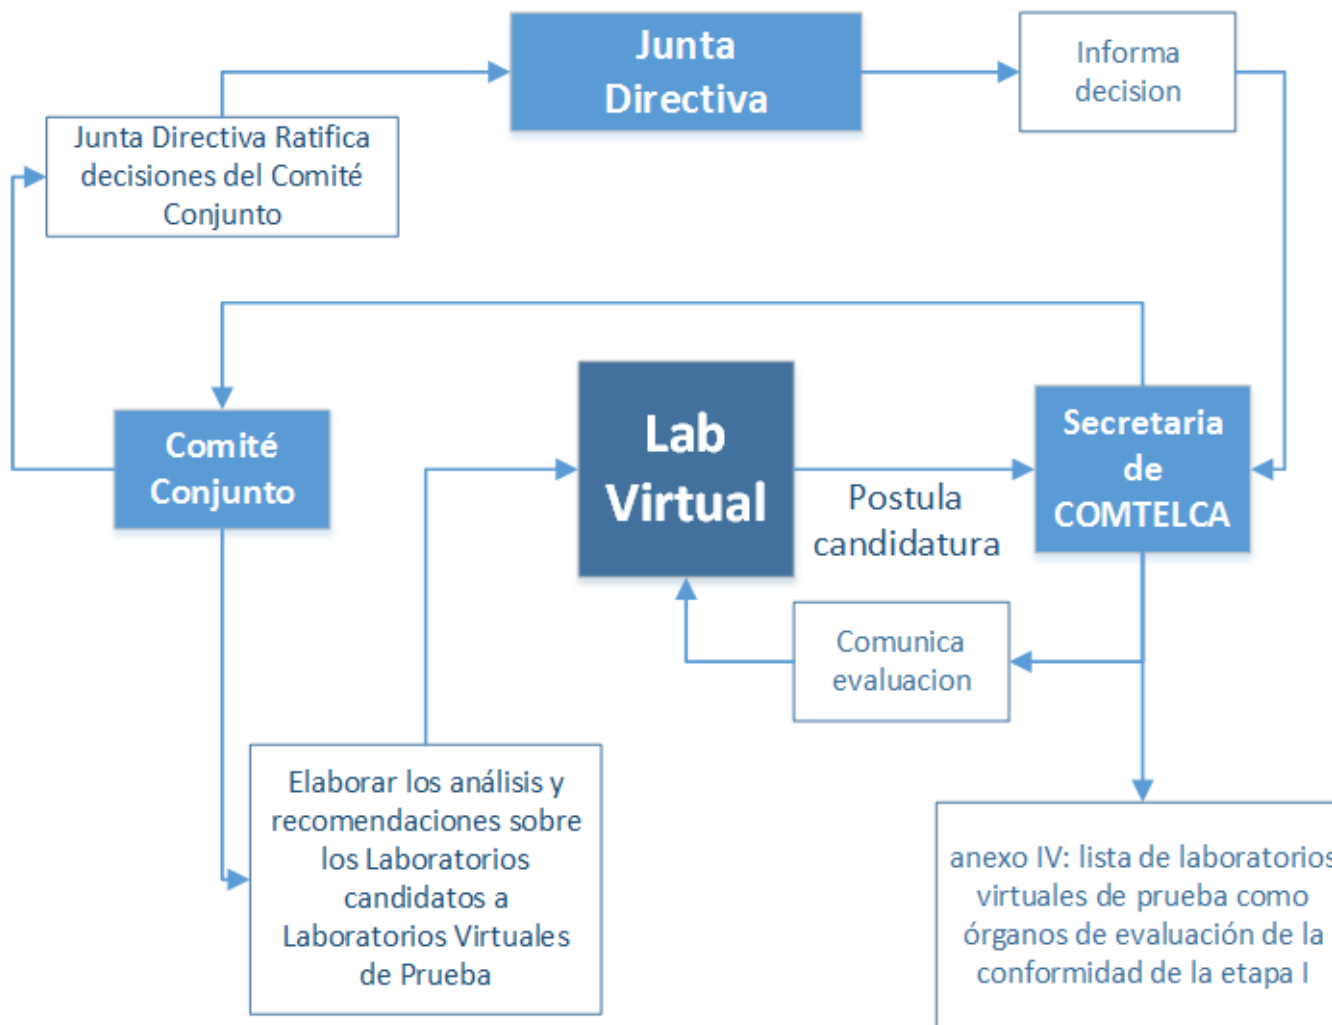 Junta
Directiva
Informa
decision
Junta Directiva Ratifica
decisiones del Comité
Conjunto
Comité
Conjunto
Lab
Virtual
Postula
candidatura
Secretaria
de
COMTELCA
Comunica
evaluacion
Elaborar los análisis y
recomendaciones sobre
los Laboratorios
candidatos a
Laboratorios Virtuales
de Prueba
anexo IV: lista de laboratorios
virtuales de prueba como
órganos de evaluación de la
conformidad de la etapa I